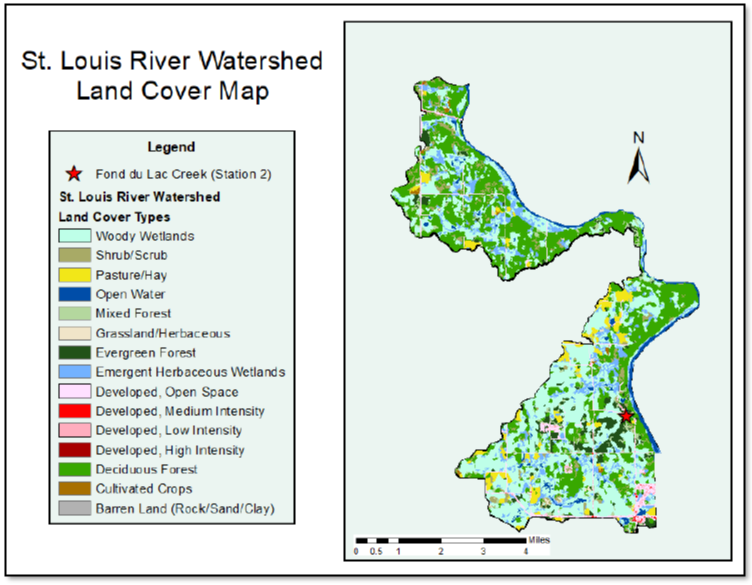 St. Louis River Watershed
Land Cover Map
Legend
Fond du Lac Creek (Station 2)
St. Louis River Watershed
Land Cover Types
Woody Wetlands
Shrub/Scrub
Pasture/Hay
Open Water
Mixed Forest
Grassland/Herbaceous
Evergreen Forest
Emergent Herbaceous Wetlands
Developed, Open Space
Developed, Medium Intensity
Developed, Low Intensity
Developed, High Intensity
Deciduous Forest
Cultivated Crops
Barren Land (Rock/Sand/Clay)
N
Miles
0 0.5 1 2 3 4